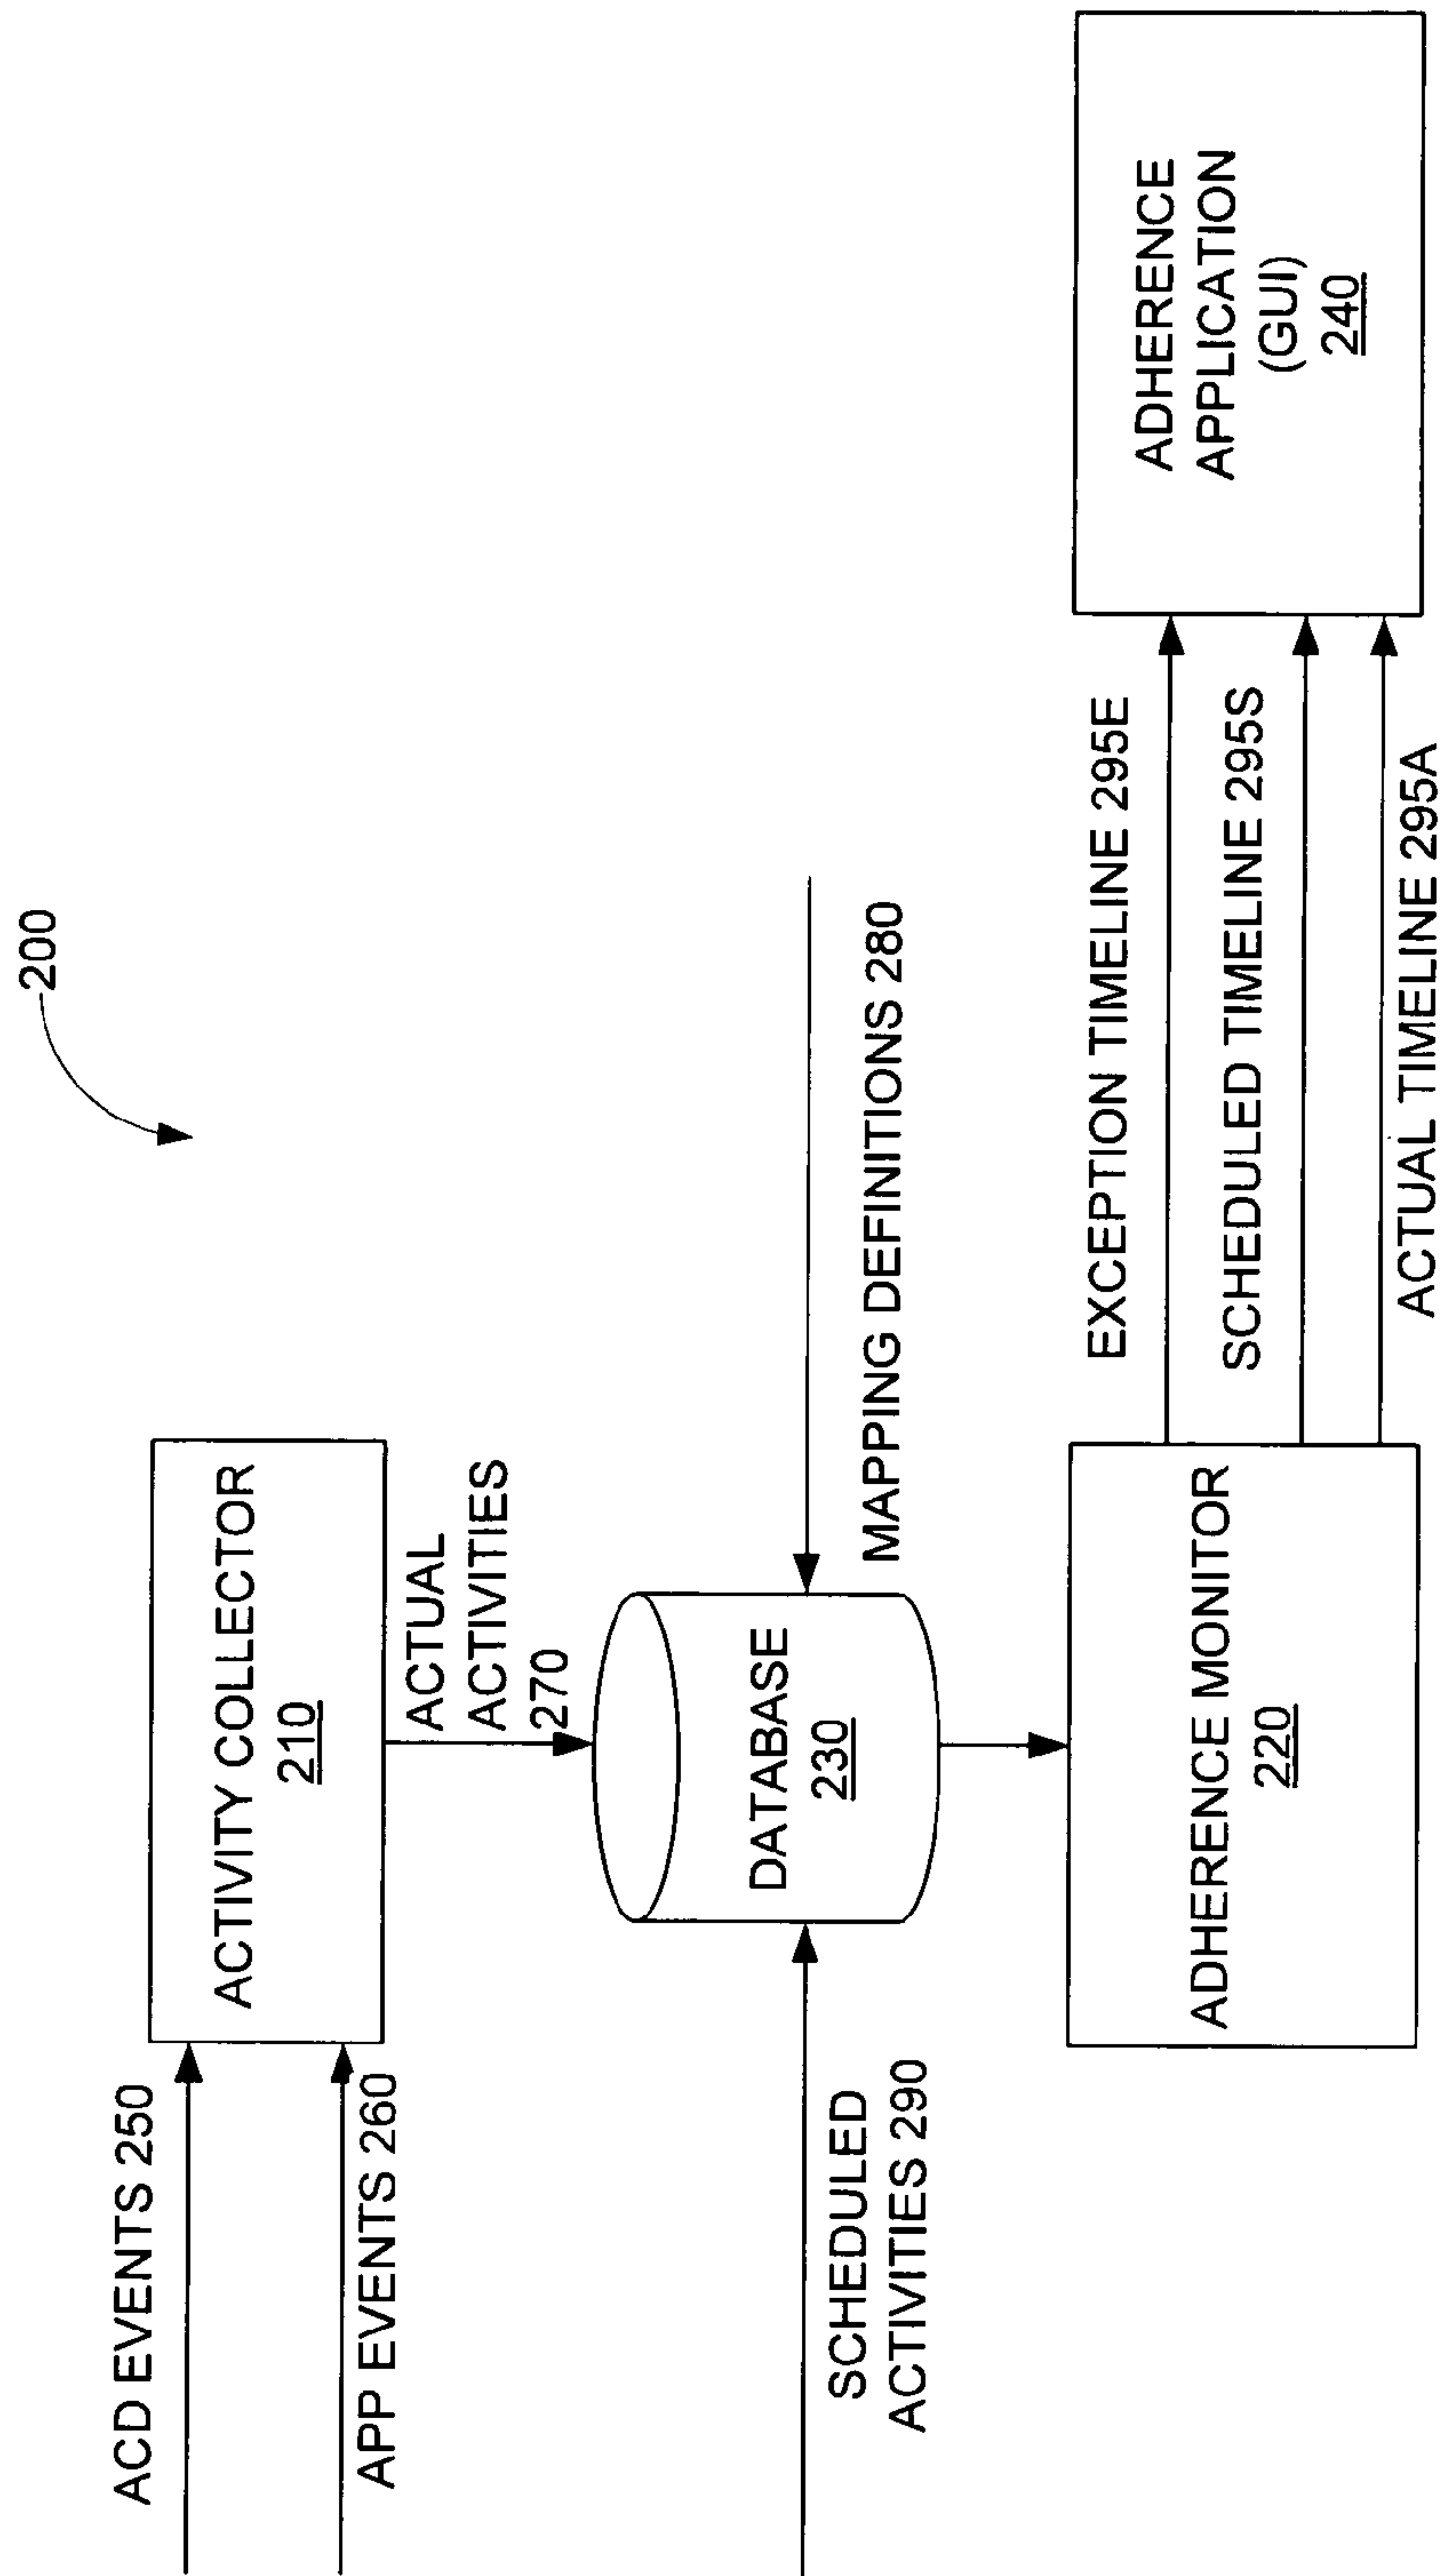 200
ACD EVENTS 250
APP EVENTS 260
ACTIVITY COLLECTOR
210
ACTUAL
ACTIVITIES
270
SCHEDULED
ACTIVITIES 290
DATABASE
230
MAPPING DEFINITIONS 280
ADHERENCE MONITOR
220
EXCEPTION TIMELINE 295E
SCHEDULED TIMELINE 295S
ACTUAL TIMELINE 295A
ADHERENCE
APPLICATION
(GUI)
240